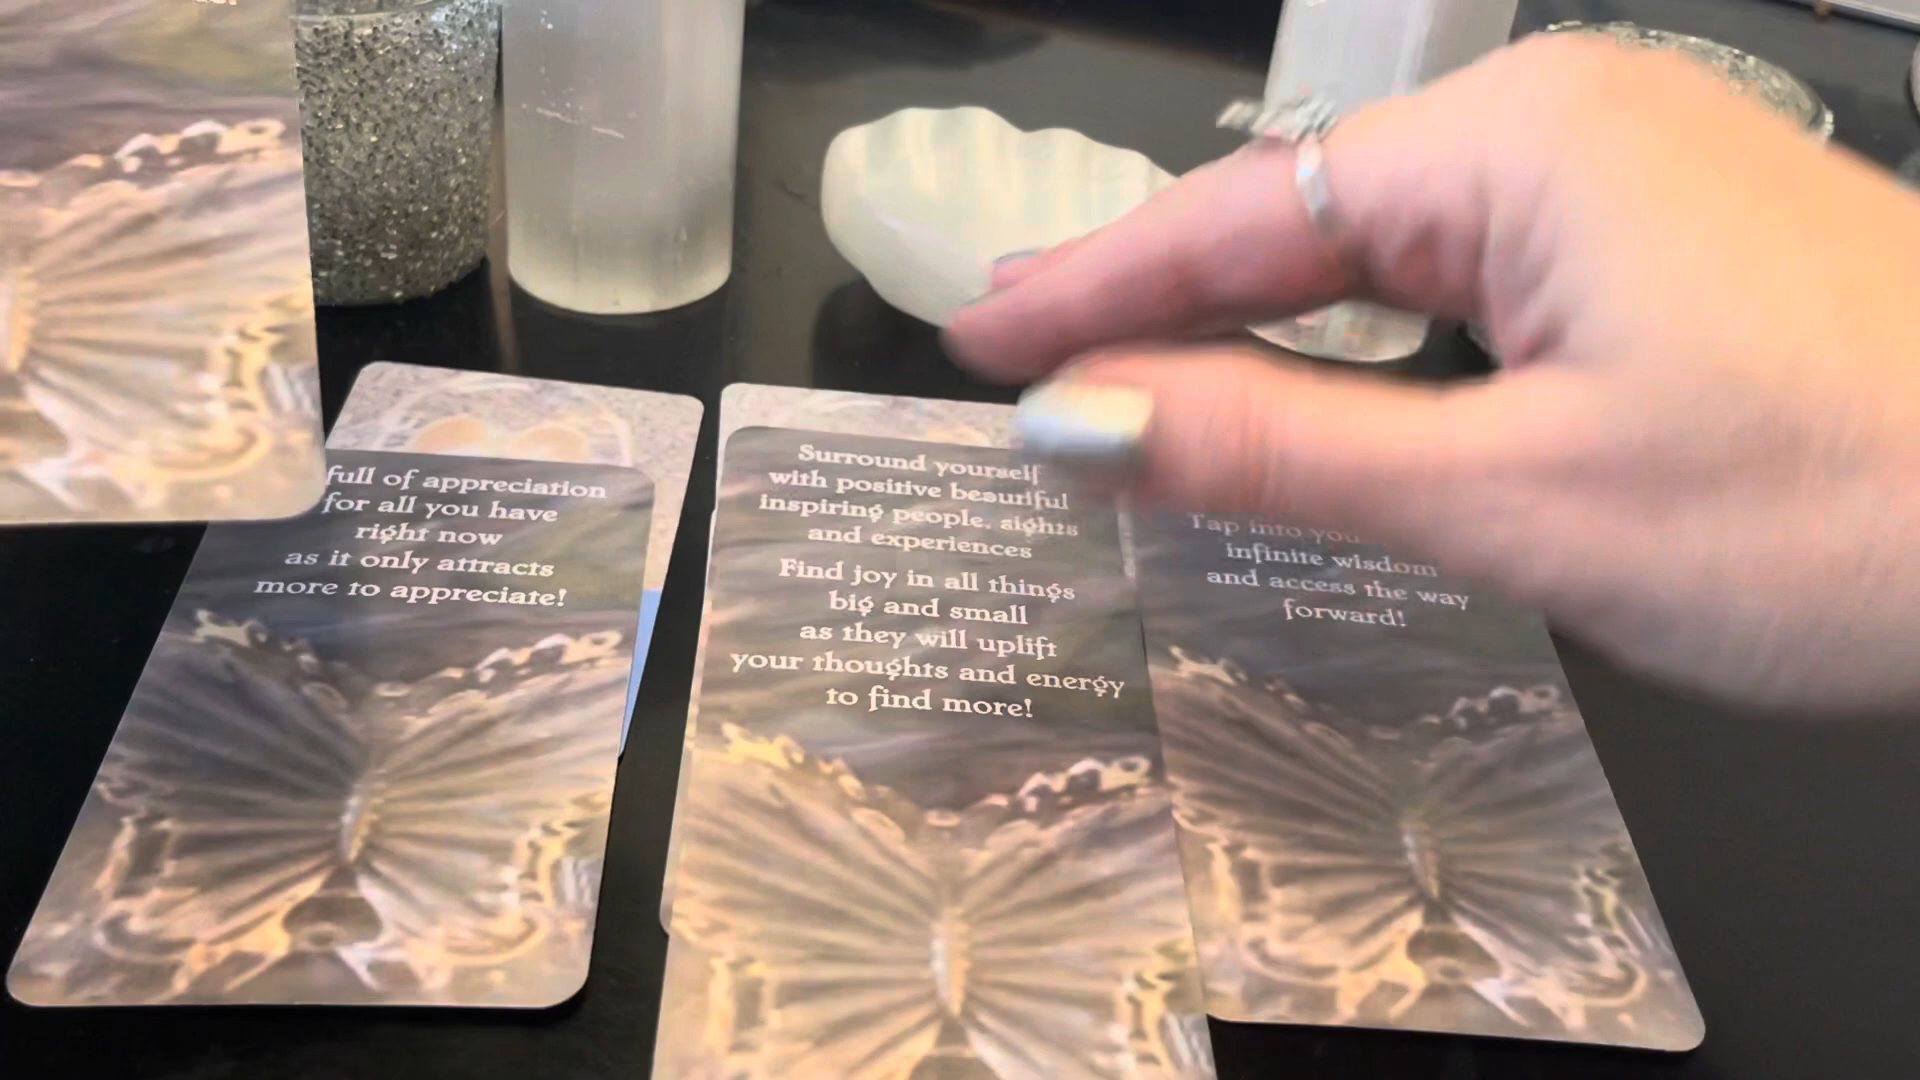 full of appreciation
for all you have
right now
as it only attracts
more to appreciate!
Surround yourself
with positive beautiful
inspiring people, sights
and experiences
Find joy in all things
big and small
as they will uplift
your thoughts and energy
to find more!
Tap into
infinite wisdom
and access the way
forward!